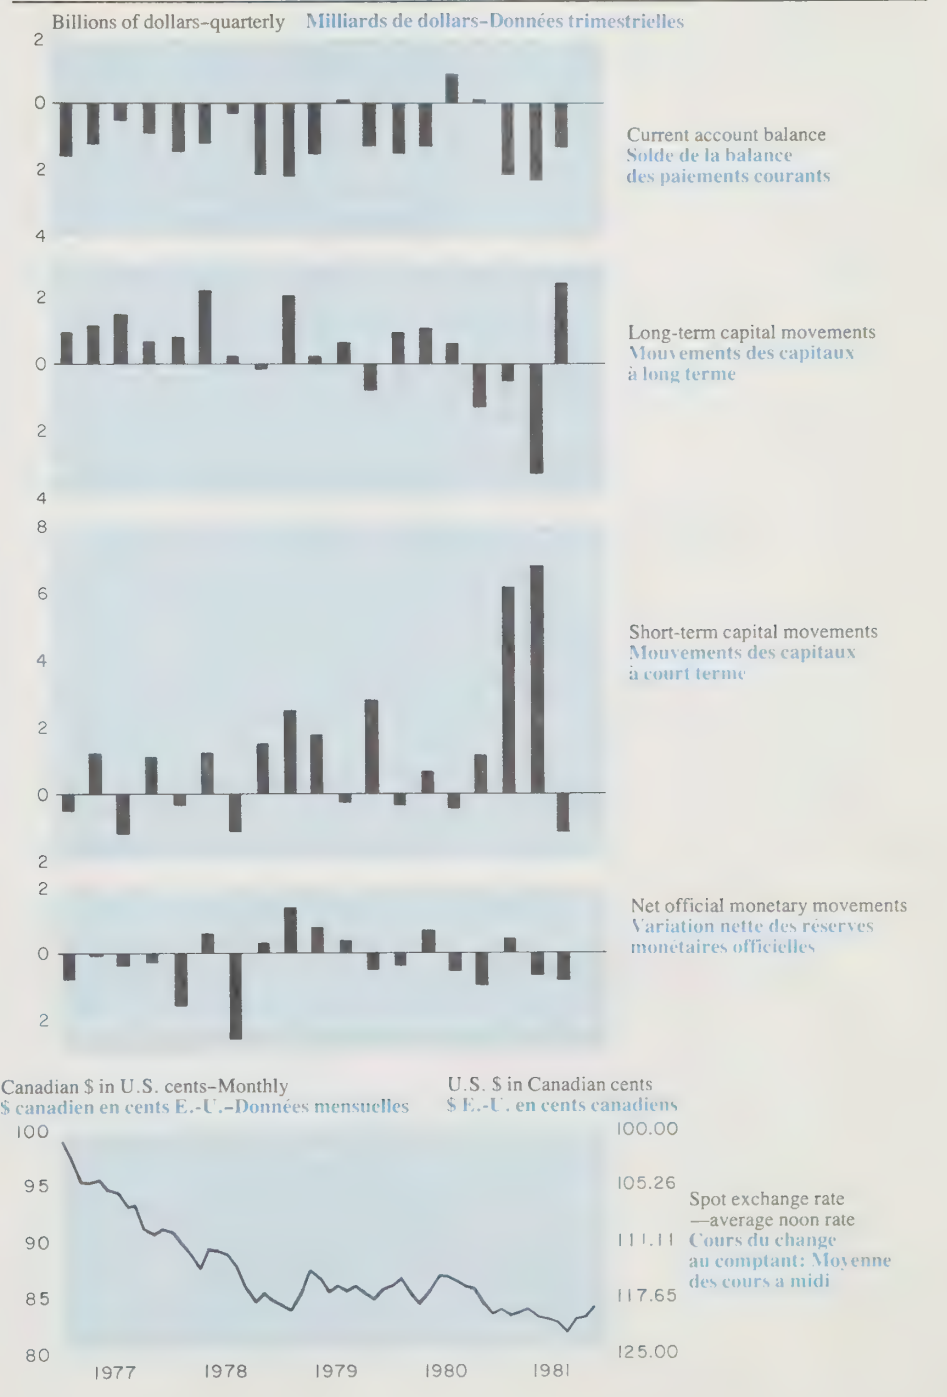 Billions of dollars–quarterly Milliards de dollars–Données trimestrielles
2
0
2
4
Current account balance
Solde de la balance
des paiements courants
2
0
2
4
Long-term capital movements
Mouvements des capitaux
à long terme
8
6
4
2
0
2
Short-term capital movements
Mouvements des capitaux
à court terme
2
0
2
Net official monetary movements
Variation nette des réserves
monétaires officielles
Canadian $ in U.S. cents–Monthly U.S. $ in Canadian cents
$ canadien en cents E.-U.–Données mensuelles $ E.-U. en cents canadiens
100 100.00
95 105.26
90 111.11
85 117.65
80 125.00
Spot exchange rate
—average noon rate
Cours du change
au comptant: Moyenne
des cours a midi
1977 1978 1979 1980 1981